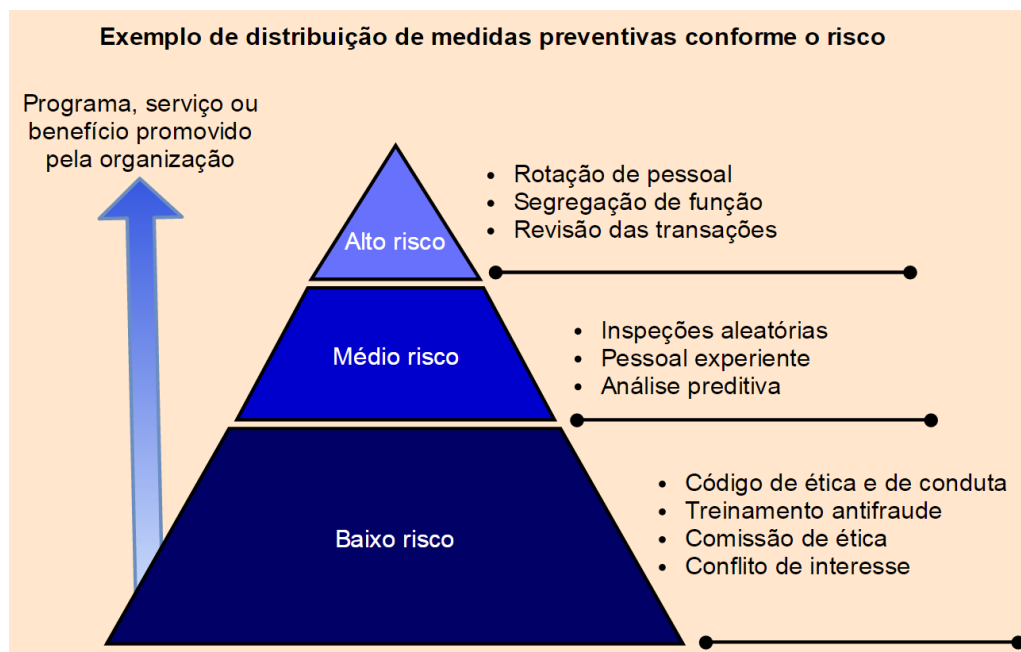 Exemplo de distribuição de medidas preventivas conforme o risco
Programa, serviço ou
benefício promovido
pela organização
Alto risco
• Rotação de pessoal
• Segregação de função
• Revisão das transações
Médio risco
• Inspeções aleatórias
• Pessoal experiente
• Análise preditiva
Baixo risco
• Código de ética e de conduta
• Treinamento antifraude
• Comissão de ética
• Conflito de interesse